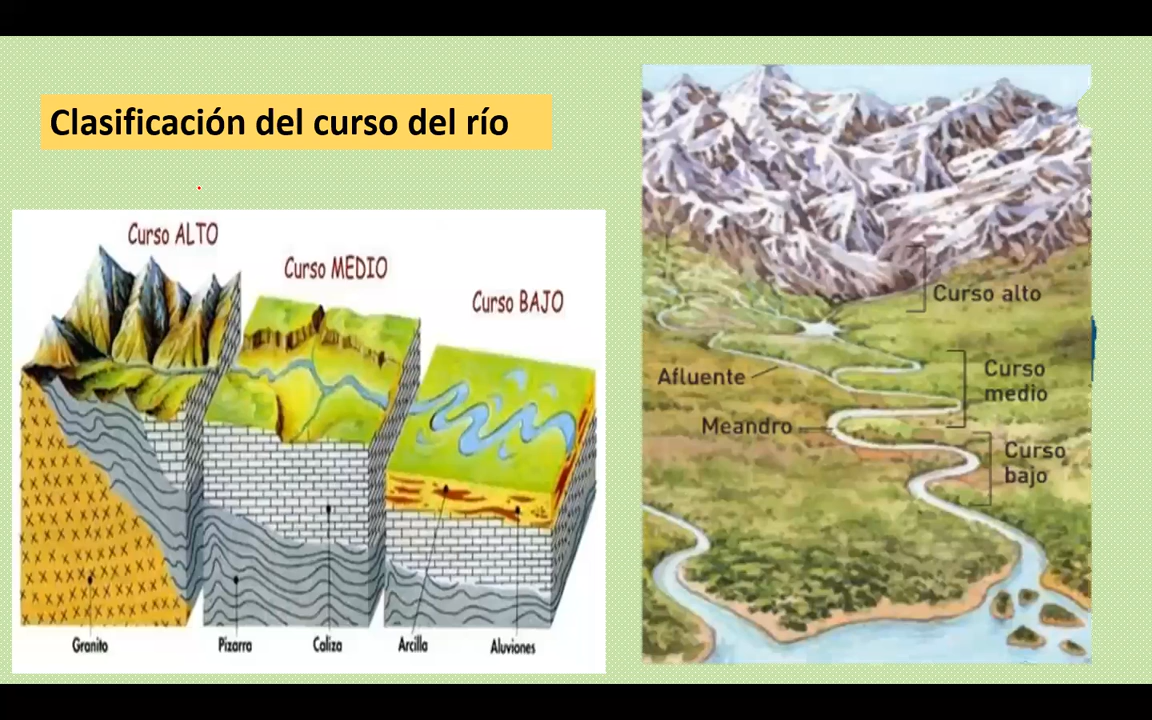 Clasificación del curso del río
Curso ALTO
Curso MEDIO
Curso BAJO
Granito
Pizarra
Caliza
Arcilla
Aluviones
Curso alto
Curso
medio
Afluente
Meandro
Curso
bajo